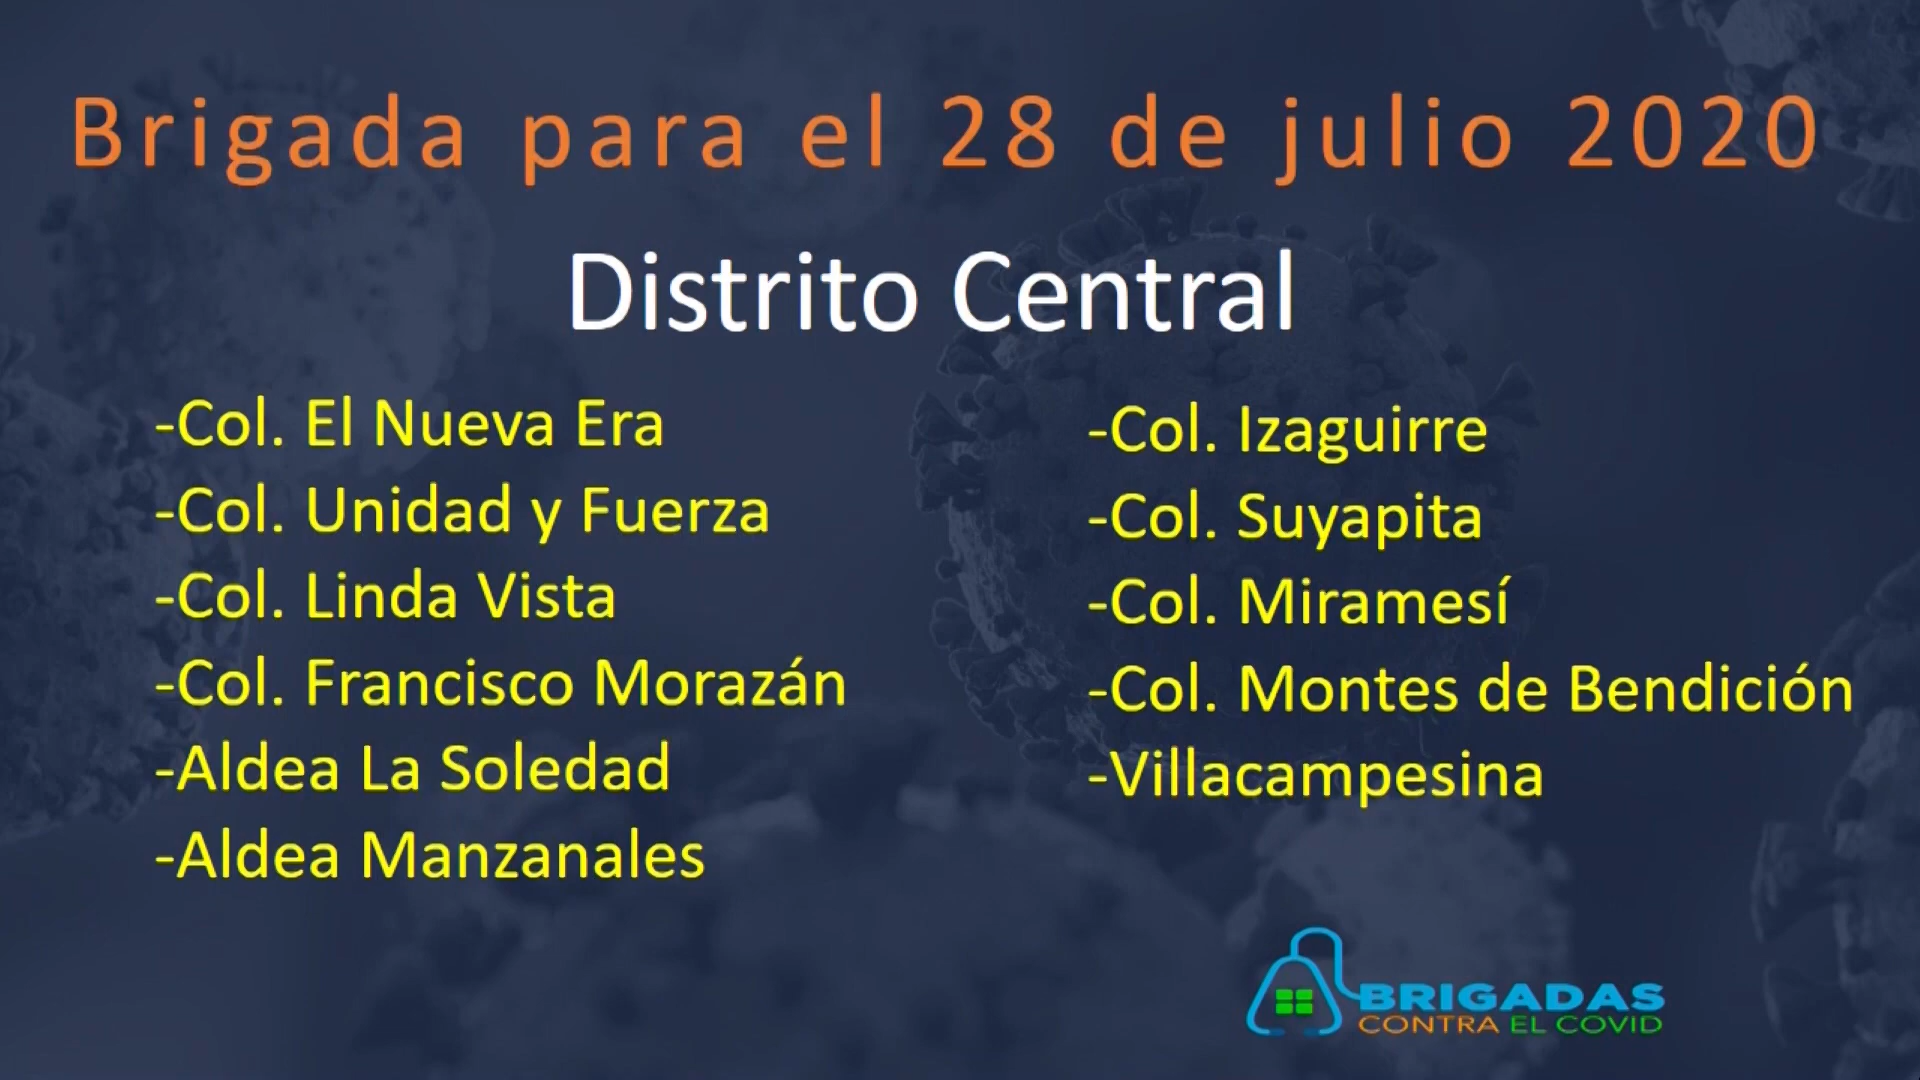 Brigada para el 28 de julio 2020
Distrito Central
-Col. El Nueva Era
-Col. Unidad y Fuerza
-Col. Linda Vista
-Col. Francisco Morazán
-Aldea La Soledad
-Aldea Manzanales
-Col. Izaguirre
-Col. Suyapita
-Col. Miramesí
-Col. Montes de Bendición
-Villacampesina
BRIGADAS
CONTRA EL COVID